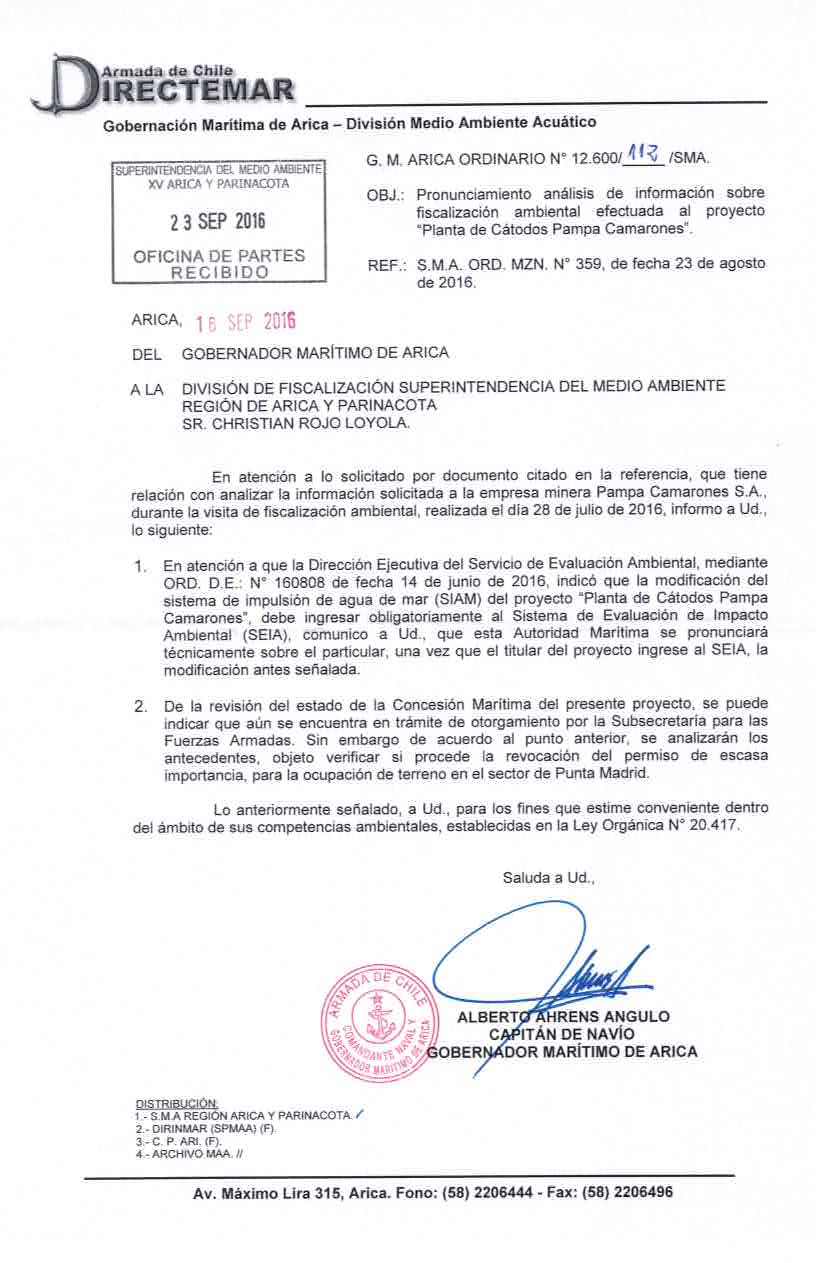 Armada de Chile
DIRECTEMAR
Gobernación Marítima de Arica – División Medio Ambiente Acuático
SUPERINTENDENCIA DEL MEDIO AMBIENTE
XV ARICA Y PARINACOTA
23 SEP 2016
OFICINA DE PARTES
RECIBIDO
G. M. ARICA ORDINARIO N° 12.600/ /SMA.
OBJ.: Pronunciamiento análisis de información sobre
fiscalización ambiental efectuada al proyecto
"Planta de Cátodos Pampa Camarones".
REF.: S.M.A. ORD. MZN. N° 359, de fecha 23 de agosto
de 2016.
ARICA, SEP 2016
DEL GOBERNADOR MARÍTIMO DE ARICA
A LA DIVISIÓN DE FISCALIZACIÓN SUPERINTENDENCIA DEL MEDIO AMBIENTE
REGIÓN DE ARICA Y PARINACOTA
SR. CHRISTIAN ROJO LOYOLA.
En atención a lo solicitado por documento citado en la referencia, que tiene
relación con analizar la información solicitada a la empresa minera Pampa Camarones S.A.,
durante la visita de fiscalización ambiental, realizada el día 28 de julio de 2016, informo a Ud.,
lo siguiente:
1. En atención a que la Dirección Ejecutiva del Servicio de Evaluación Ambiental, mediante
ORD. D.E.: N° 160808 de fecha 14 de junio de 2016, indicó que la modificación del
sistema de impulsión de agua de mar (SIAM) del proyecto "Planta de Cátodos Pampa
Camarones", debe ingresar obligatoriamente al Sistema de Evaluación de Impacto
Ambiental (SEIA), comunico a Ud., que esta Autoridad Marítima se pronunciará
técnicamente sobre el particular, una vez que el titular del proyecto ingrese al SEIA, la
modificación antes señalada.
2. De la revisión del estado de la Concesión Marítima del presente proyecto, se puede
indicar que aún se encuentra en trámite de otorgamiento por la Subsecretaría para las
Fuerzas Armadas. Sin embargo de acuerdo al punto anterior, se analizarán los
antecedentes, objeto verificar si procede la revocación del permiso de escasa
importancia, para la ocupación de terreno en el sector de Punta Madrid.
Lo anteriormente señalado, a Ud., para los fines que estime conveniente dentro
del ámbito de sus competencias ambientales, establecidas en la Ley Orgánica N° 20.417.
Saluda a Ud.,
ARMADA DE CHILE
COMANDANTE NAVAL Y
GOBERNADOR MARITIMO DE ARICA
ALBERTO AHRENS ANGULO
CAPITÁN DE NAVÍO
GOBERNADOR MARÍTIMO DE ARICA
DISTRIBUCIÓN:
1.- S.M.A REGIÓN ARICA Y PARINACOTA.
2.- DIRINMAR (SPMAA) (F).
3.- C. P. ARI. (F).
4.- ARCHIVO MAA. //
Av. Máximo Lira 315, Arica. Fono: (58) 2206444 - Fax: (58) 2206496